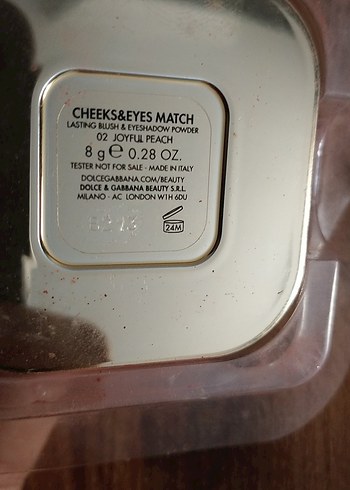 CHEEKS&EYES MATCH
LASTING BLUSH & EYESHADOW POWDER
02 JOYFUL PEACH
8 g ℮ 0.28 OZ.
TESTER NOT FOR SALE - MADE IN ITALY
DOLCEGABBANA.COM/BEAUTY
DOLCE & GABBANA BEAUTY S.R.L.
MILANO - AC LONDON W1H 6DU
24M